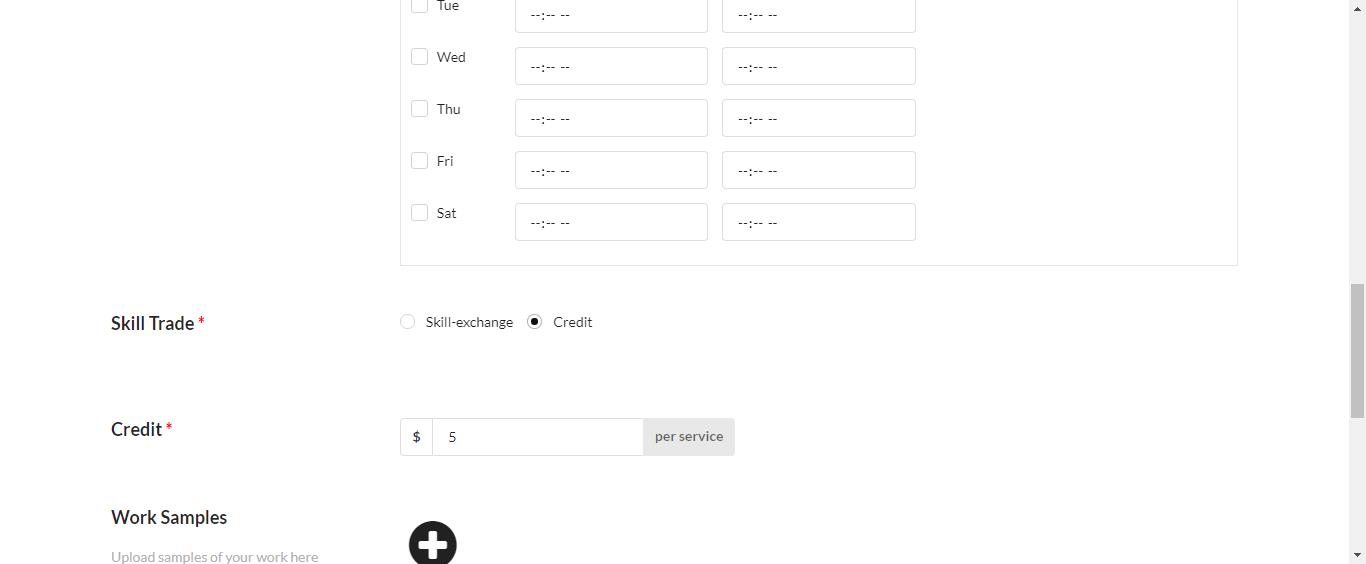 Tue --:-- -- --:-- --
Wed --:-- -- --:-- --
Thu --:-- -- --:-- --
Fri --:-- -- --:-- --
Sat --:-- -- --:-- --
Skill Trade * Skill-exchange Credit
Credit * $ 5 per service
Work Samples
Upload samples of your work here